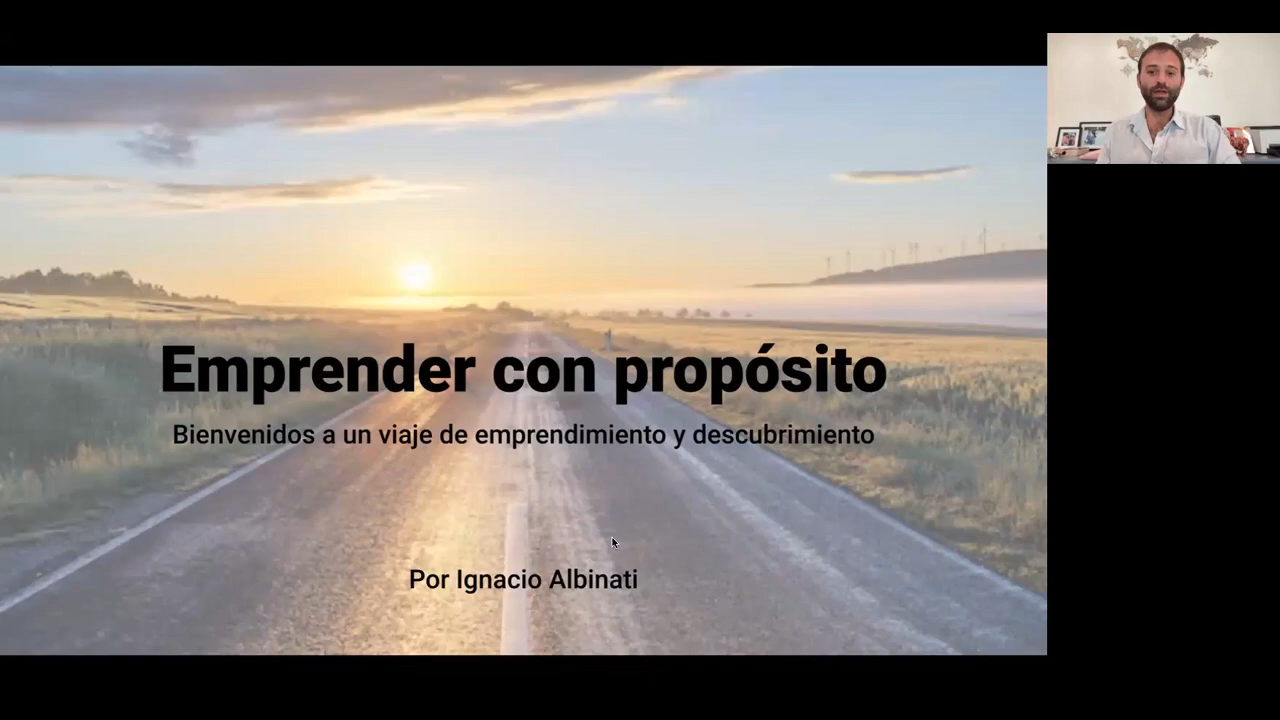 Emprender con propósito
Bienvenidos a un viaje de emprendimiento y descubrimiento
Por Ignacio Albinati